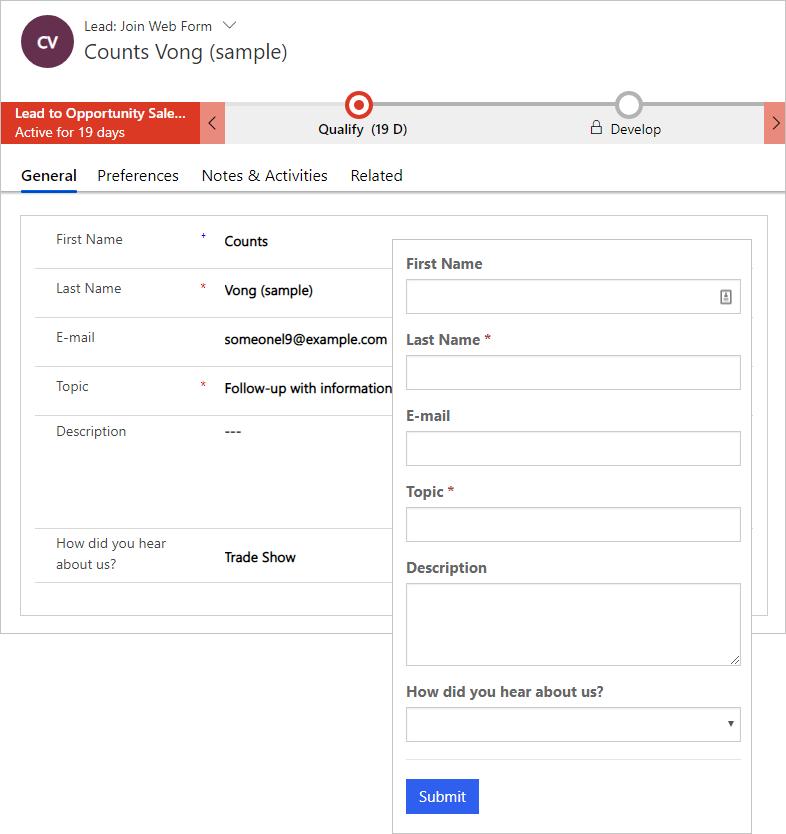 CV
Lead: Join Web Form
Counts Vong (sample)
Lead to Opportunity Sale...
Active for 19 days
Qualify (19 D)
Develop
General Preferences Notes & Activities Related
First Name + Counts
Last Name * Vong (sample)
E-mail someonel9@example.com
Topic * Follow-up with information
Description ---
How did you hear
about us?
Trade Show
First Name
Last Name *
E-mail
Topic *
Description
How did you hear about us?
Submit